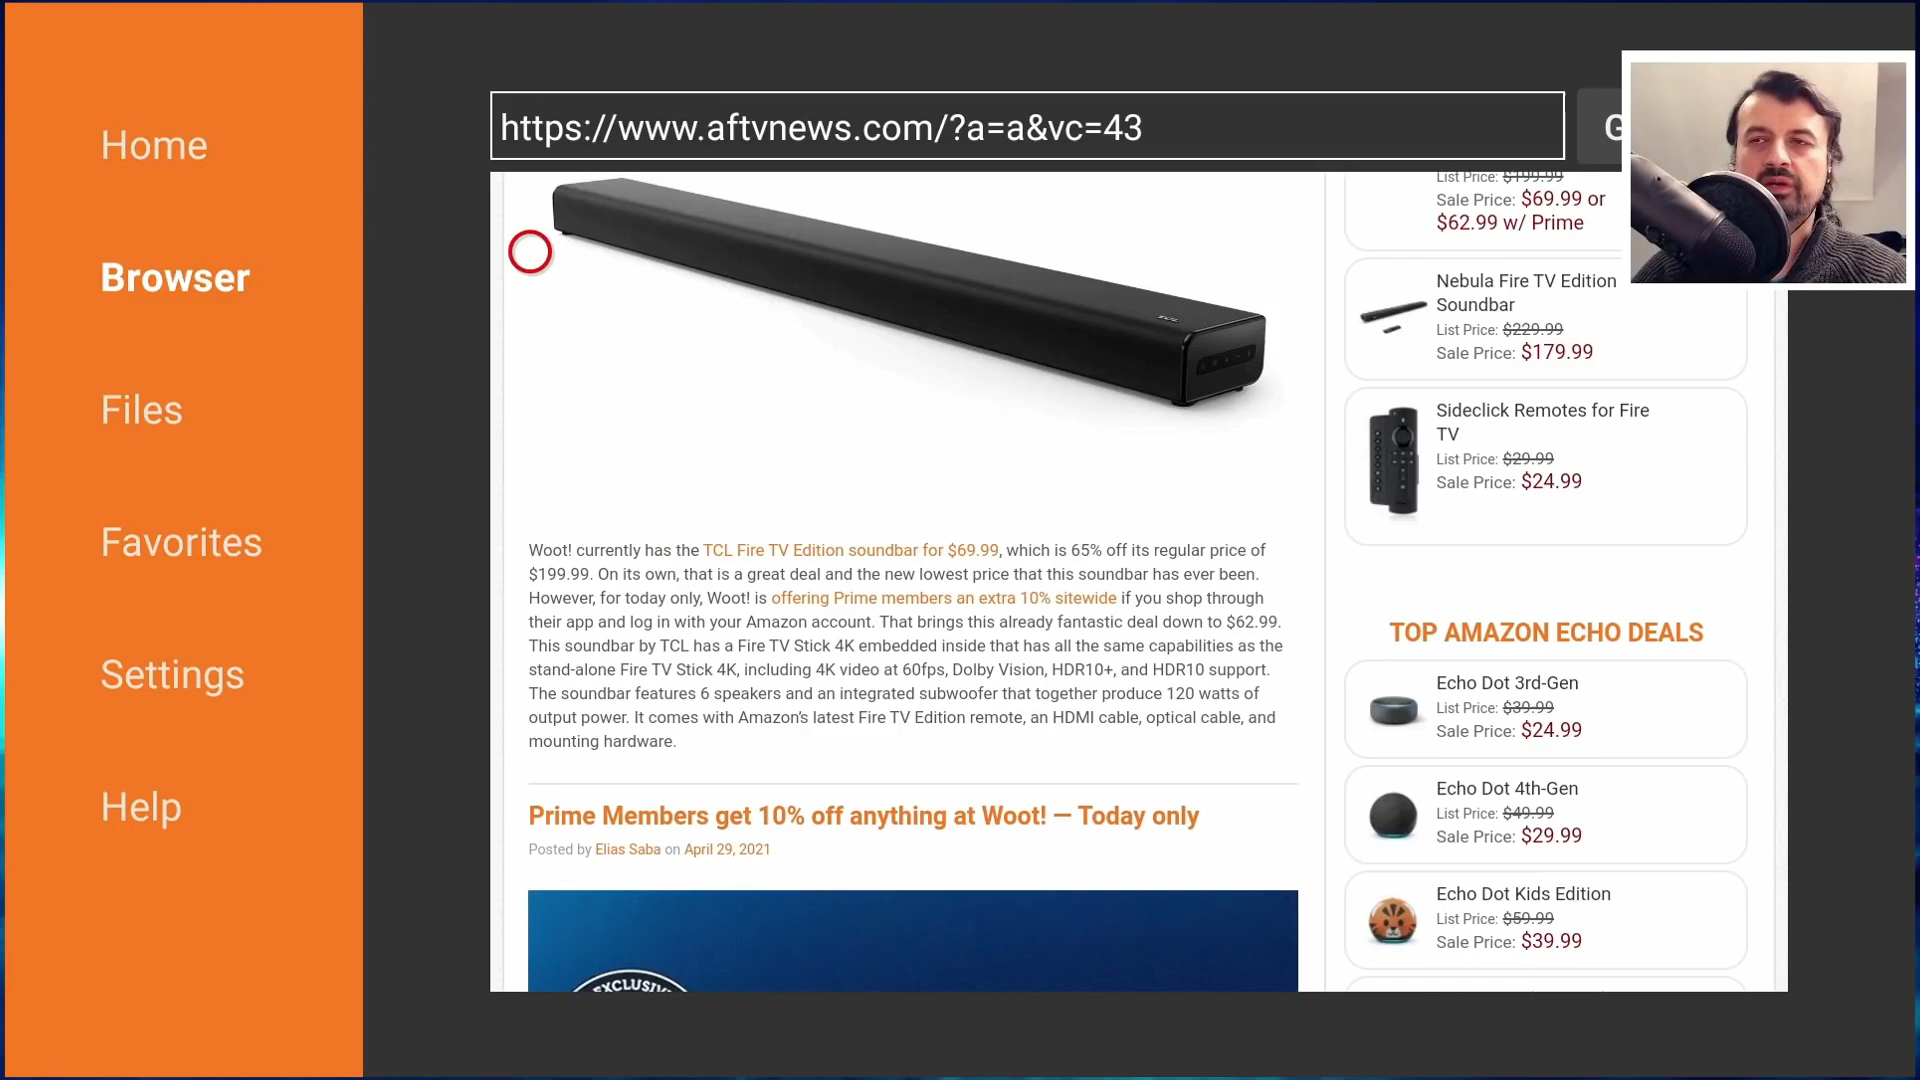 Home
Browser
Files
Favorites
Settings
Help
https://www.aftvnews.com/?a=a&vc=43
G
TCL
Woot! currently has the TCL Fire TV Edition soundbar for $69.99, which is 65% off its regular price of
$199.99. On its own, that is a great deal and the new lowest price that this soundbar has ever been.
However, for today only, Woot! is offering Prime members an extra 10% sitewide if you shop through
their app and log in with your Amazon account. That brings this already fantastic deal down to $62.99.
This soundbar by TCL has a Fire TV Stick 4K embedded inside that has all the same capabilities as the
stand-alone Fire TV Stick 4K, including 4K video at 60fps, Dolby Vision, HDR10+, and HDR10 support.
The soundbar features 6 speakers and an integrated subwoofer that together produce 120 watts of
output power. It comes with Amazon's latest Fire TV Edition remote, an HDMI cable, optical cable, and
mounting hardware.
Prime Members get 10% off anything at Woot! — Today only
Posted by Elias Saba on April 29, 2021
EXCLUSIV
List Price: $199.99
Sale Price: $69.99 or
$62.99 w/ Prime
Nebula Fire TV Edition
Soundbar
List Price: $229.99
Sale Price: $179.99
Sideclick Remotes for Fire
TV
List Price: $29.99
Sale Price: $24.99
TOP AMAZON ECHO DEALS
Echo Dot 3rd-Gen
List Price: $39.99
Sale Price: $24.99
Echo Dot 4th-Gen
List Price: $49.99
Sale Price: $29.99
Echo Dot Kids Edition
List Price: $59.99
Sale Price: $39.99